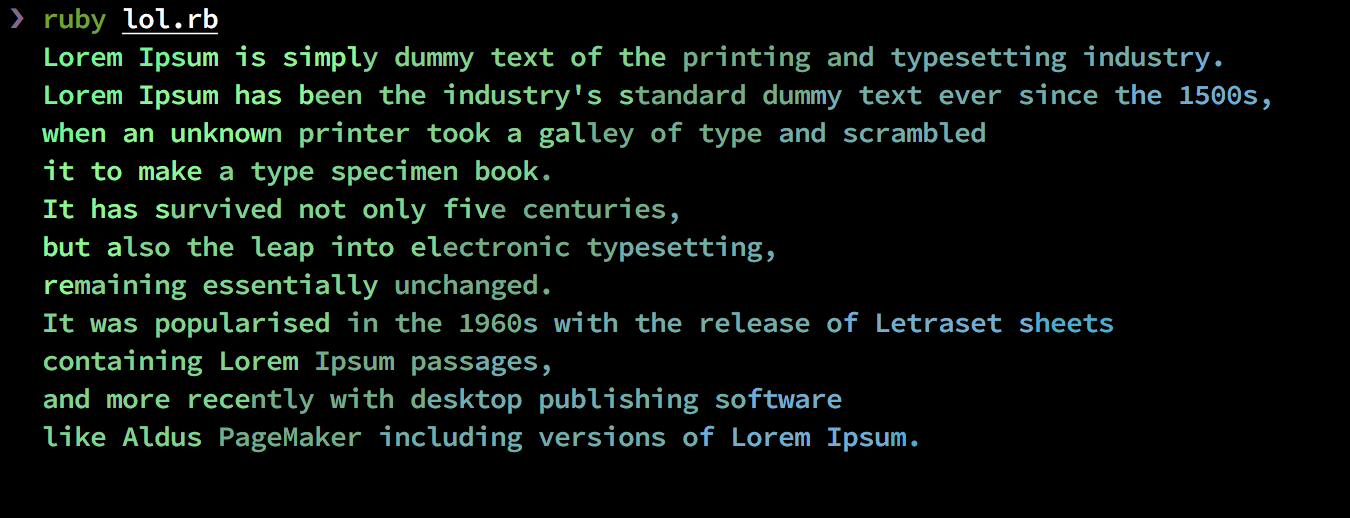 ❯ ruby lol.rb
Lorem Ipsum is simply dummy text of the printing and typesetting industry.
Lorem Ipsum has been the industry's standard dummy text ever since the 1500s,
when an unknown printer took a galley of type and scrambled
it to make a type specimen book.
It has survived not only five centuries,
but also the leap into electronic typesetting,
remaining essentially unchanged.
It was popularised in the 1960s with the release of Letraset sheets
containing Lorem Ipsum passages,
and more recently with desktop publishing software
like Aldus PageMaker including versions of Lorem Ipsum.